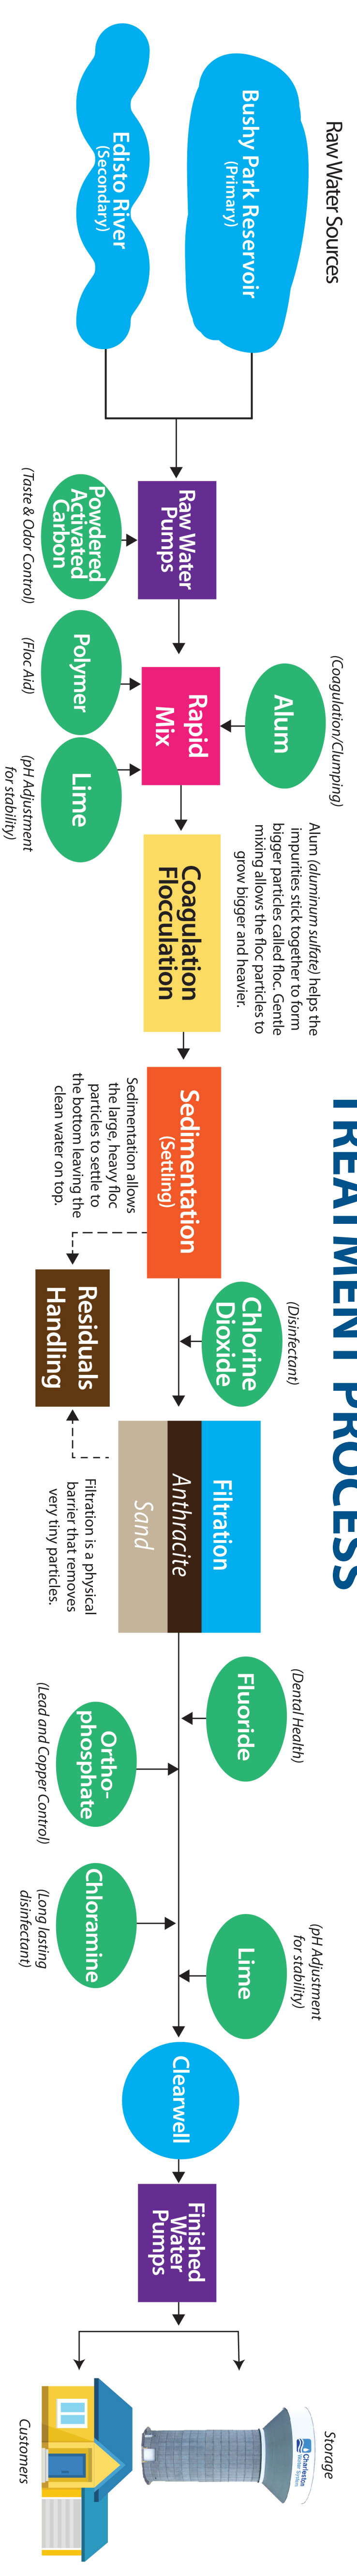 TREATMENT PROCESS
Raw Water Sources
Bushy Park Reservoir
(Primary)
Edisto River
(Secondary)
Raw Water
Pumps
Powdered
Activated
Carbon
(Taste & Odor Control)
(Coagulation/Clumping)
Alum
Rapid
Mix
Polymer
(Floc Aid)
Lime
(pH Adjustment
for stability)
Alum (aluminum sulfate) helps the
impurities stick together to form
bigger particles called floc. Gentle
mixing allows the floc particles to
grow bigger and heavier.
Coagulation
Flocculation
Sedimentation
(Settling)
Sedimentation allows
the large, heavy floc
particles to settle to
the bottom leaving the
clean water on top.
(Disinfectant)
Chlorine
Dioxide
Residuals
Handling
Filtration
Anthracite
Sand
Filtration is a physical
barrier that removes
very tiny particles.
(Dental Health)
Fluoride
Ortho-
phosphate
(Lead and Copper Control)
Chloramine
(Long lasting
disinfectant)
(pH Adjustment
for stability)
Lime
Clearwell
Finished
Water
Pumps
Storage
Charleston
Water System
Customers